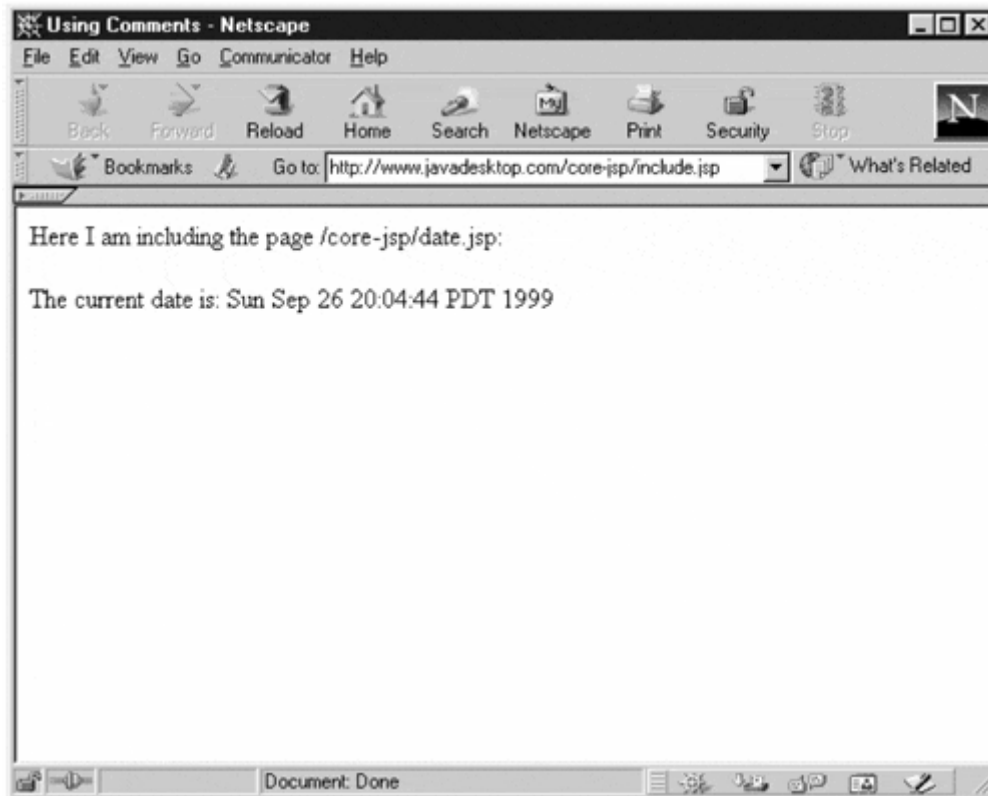 Using Comments - Netscape
File Edit View Go Communicator Help
Back Forward Reload Home Search Netscape Print Security Stop
My
N
Bookmarks Go to: http://www.javadesktop.com/core-jsp/include.jsp What's Related
Here I am including the page /core-jsp/date.jsp:
The current date is: Sun Sep 26 20:04:44 PDT 1999
Document: Done